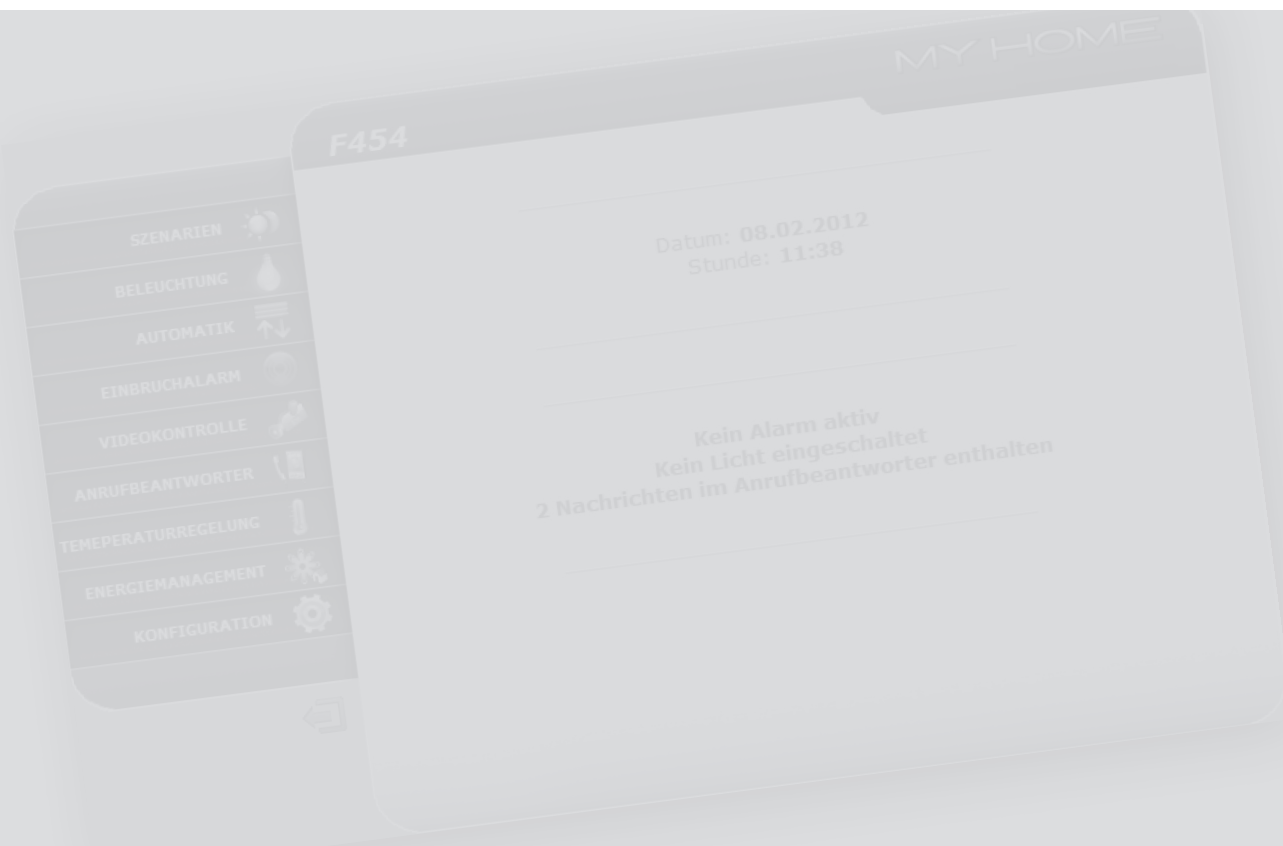 MY HOME
F454
SZENARIEN
BELEUCHTUNG
AUTOMATIK
EINBRUCHALARM
VIDEOKONTROLLE
ANRUFBEANTWORTER
TEMEPERATURREGELUNG
ENERGIEMANAGEMENT
KONFIGURATION
Datum: 08.02.2012
Stunde: 11:38
Kein Alarm aktiv
Kein Licht eingeschaltet
2 Nachrichten im Anrufbeantworter enthalten